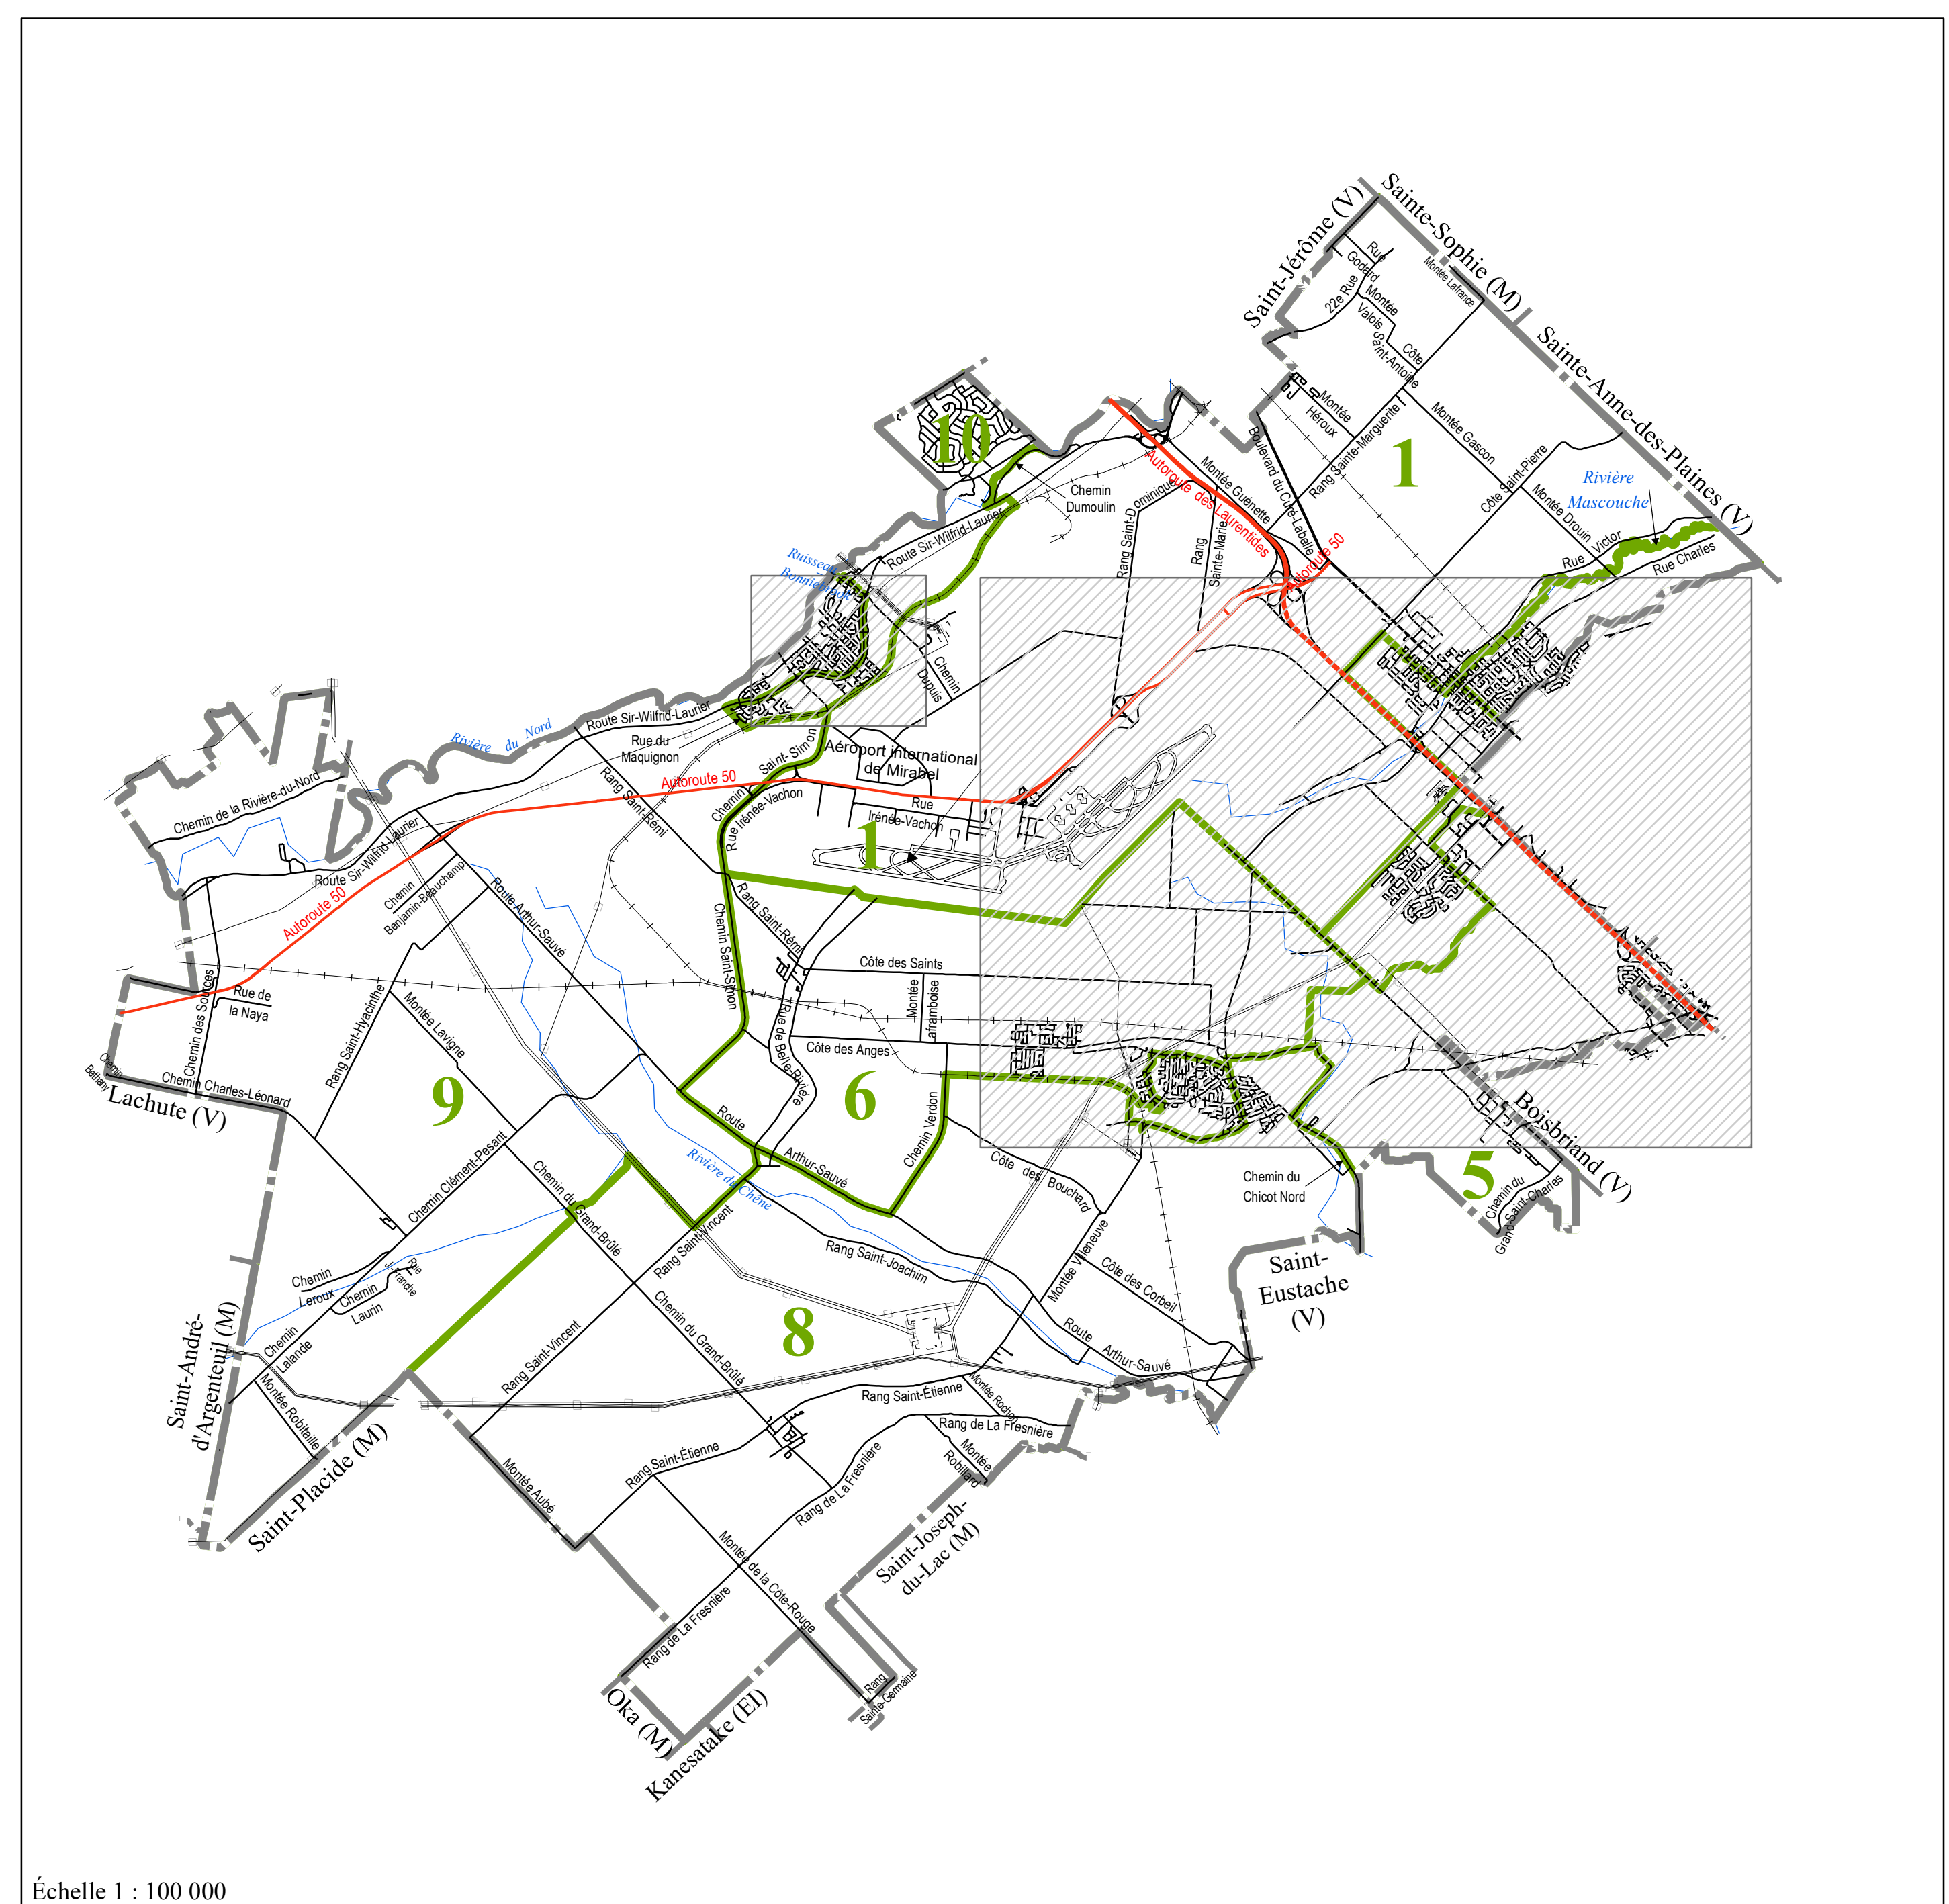 Saint-Jérôme (V)
Sainte-Sophie (M)
Sainte-Anne-des-Plaines (V)
Rue
Godard
22e Rue
Montée Lafrance
Montée
Valois
Saint-Antoine
Côte
Montée
Héroux
Rang Sainte-Marguerite
1
Montée Gascon
Côte Saint-Pierre
Montée Drouin
Rivière
Mascouche
Rue Victor
Rue Charles
Boulevard du Curé-Labelle
Montée Guénette
Autoroute des Laurentides
Autoroute 50
Rang Saint-Dominique
Rang
Sainte-Marie
10
Chemin
Dumoulin
Route Sir-Wilfrid-Laurier
Ruisseau
Bonniebrook
Chemin
Dupuis
Route Sir-Wilfrid-Laurier
Rivière du Nord
Rue du
Maquignon
Aéroport international
de Mirabel
Chemin Saint-Simon
Autoroute 50
Rang Saint-Rémi
Rue Irénée-Vachon
Rue
Irénée-Vachon
1
Chemin de la Rivière-du-Nord
Route Sir-Wilfrid-Laurier
Autoroute 50
Chemin
Benjamin-Beauchamp
Route Arthur-Sauvé
Chemin Saint-Simon
Rang Saint-Rémi
Côte des Saints
Montée
Laframboise
Rue de Belle-Rivière
Côte des Anges
6
Chemin Verdon
Chemin des Sources
Rue de
la Naya
Rang Saint-Hyacinthe
Montée Lavigne
9
Chemin
Bethany
Chemin Charles-Léonard
Lachute (V)
Chemin Clément-Pesant
Route
Arthur-Sauvé
Rivière du Chêne
Côte des Bouchard
Chemin du
Chicot Nord
5
Boisbriand (V)
Chemin du
Grand-Saint-Charles
Chemin du Grand-Brûlé
Rang Saint-Vincent
Rang Saint-Joachim
Montée Villeneuve
Côte des Corbeil
Saint-
Eustache
(V)
Chemin
Leroux
Chemin
Laurin
Rue
J.-Franche
Chemin
Lalande
Saint-André-
d'Argenteuil (M)
Montée Robitaille
Saint-Placide (M)
Chemin du Grand-Brûlé
8
Rang Saint-Vincent
Route
Arthur-Sauvé
Rang Saint-Étienne
Montée Rochon
Rang de La Fresnière
Montée
Robillard
Rang Saint-Étienne
Rang de La Fresnière
Montée Aubé
Saint-Joseph-
du-Lac (M)
Montée de la Côte-Rouge
Rang de La Fresnière
Rang
Sainte-Germaine
Oka (M)
Kanesatake (EI)
Échelle 1 : 100 000